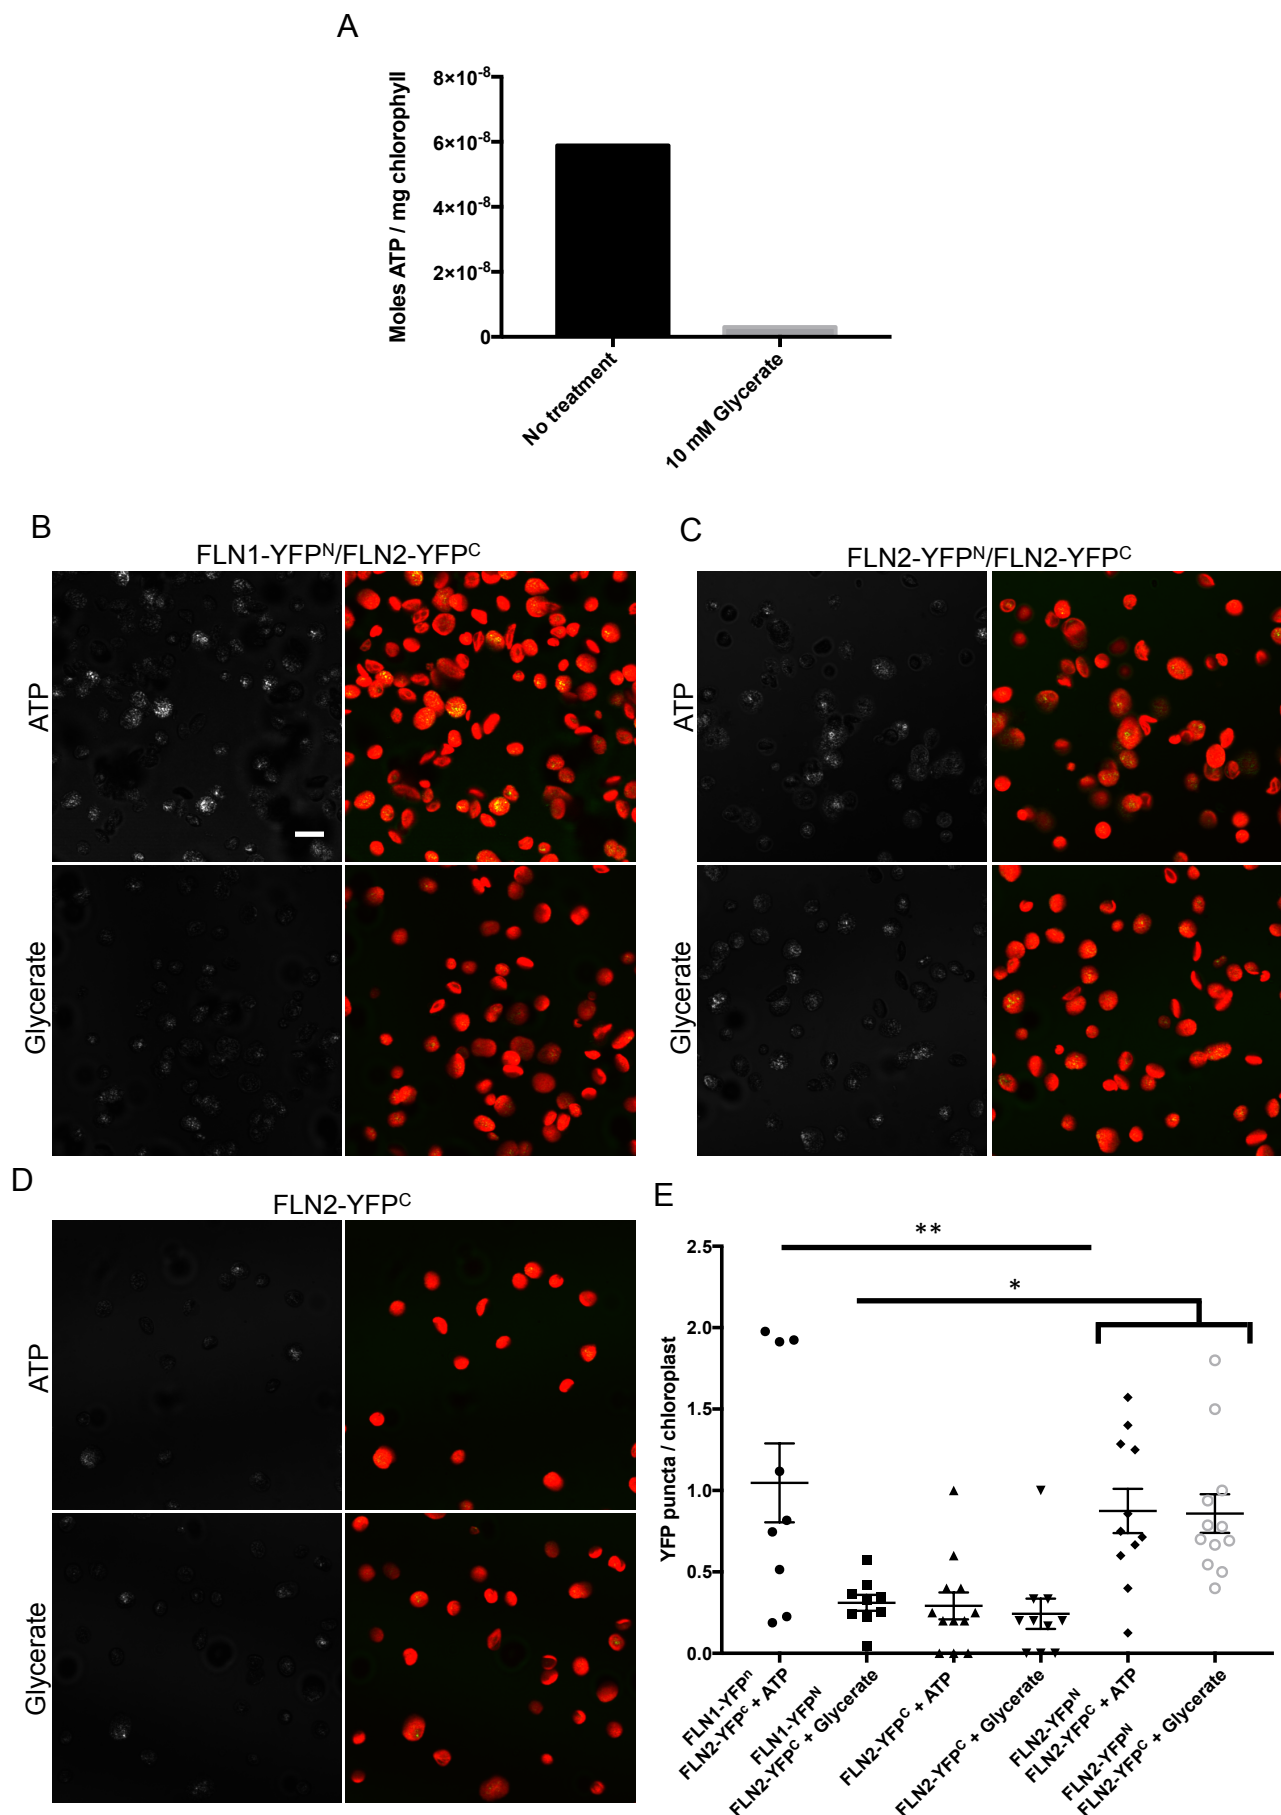 A
Moles ATP / mg chlorophyll
8×10-8
6×10-8
4×10-8
2×10-8
0
No treatment
10 mM Glycerate
B
FLN1-YFPN/FLN2-YFPC
ATP
Glycerate
C
FLN2-YFPN/FLN2-YFPC
ATP
Glycerate
D
FLN2-YFPC
ATP
Glycerate
E
**
*
YFP puncta / chloroplast
2.5
2.0
1.5
1.0
0.5
0.0
FLN1-YFPn
FLN2-YFPc + ATP
FLN1-YFPN
FLN2-YFPC + Glycerate
FLN2-YFPC + ATP
FLN2-YFPC + Glycerate
FLN2-YFPN
FLN2-YFPC + ATP
FLN2-YFPN
FLN2-YFPC + Glycerate